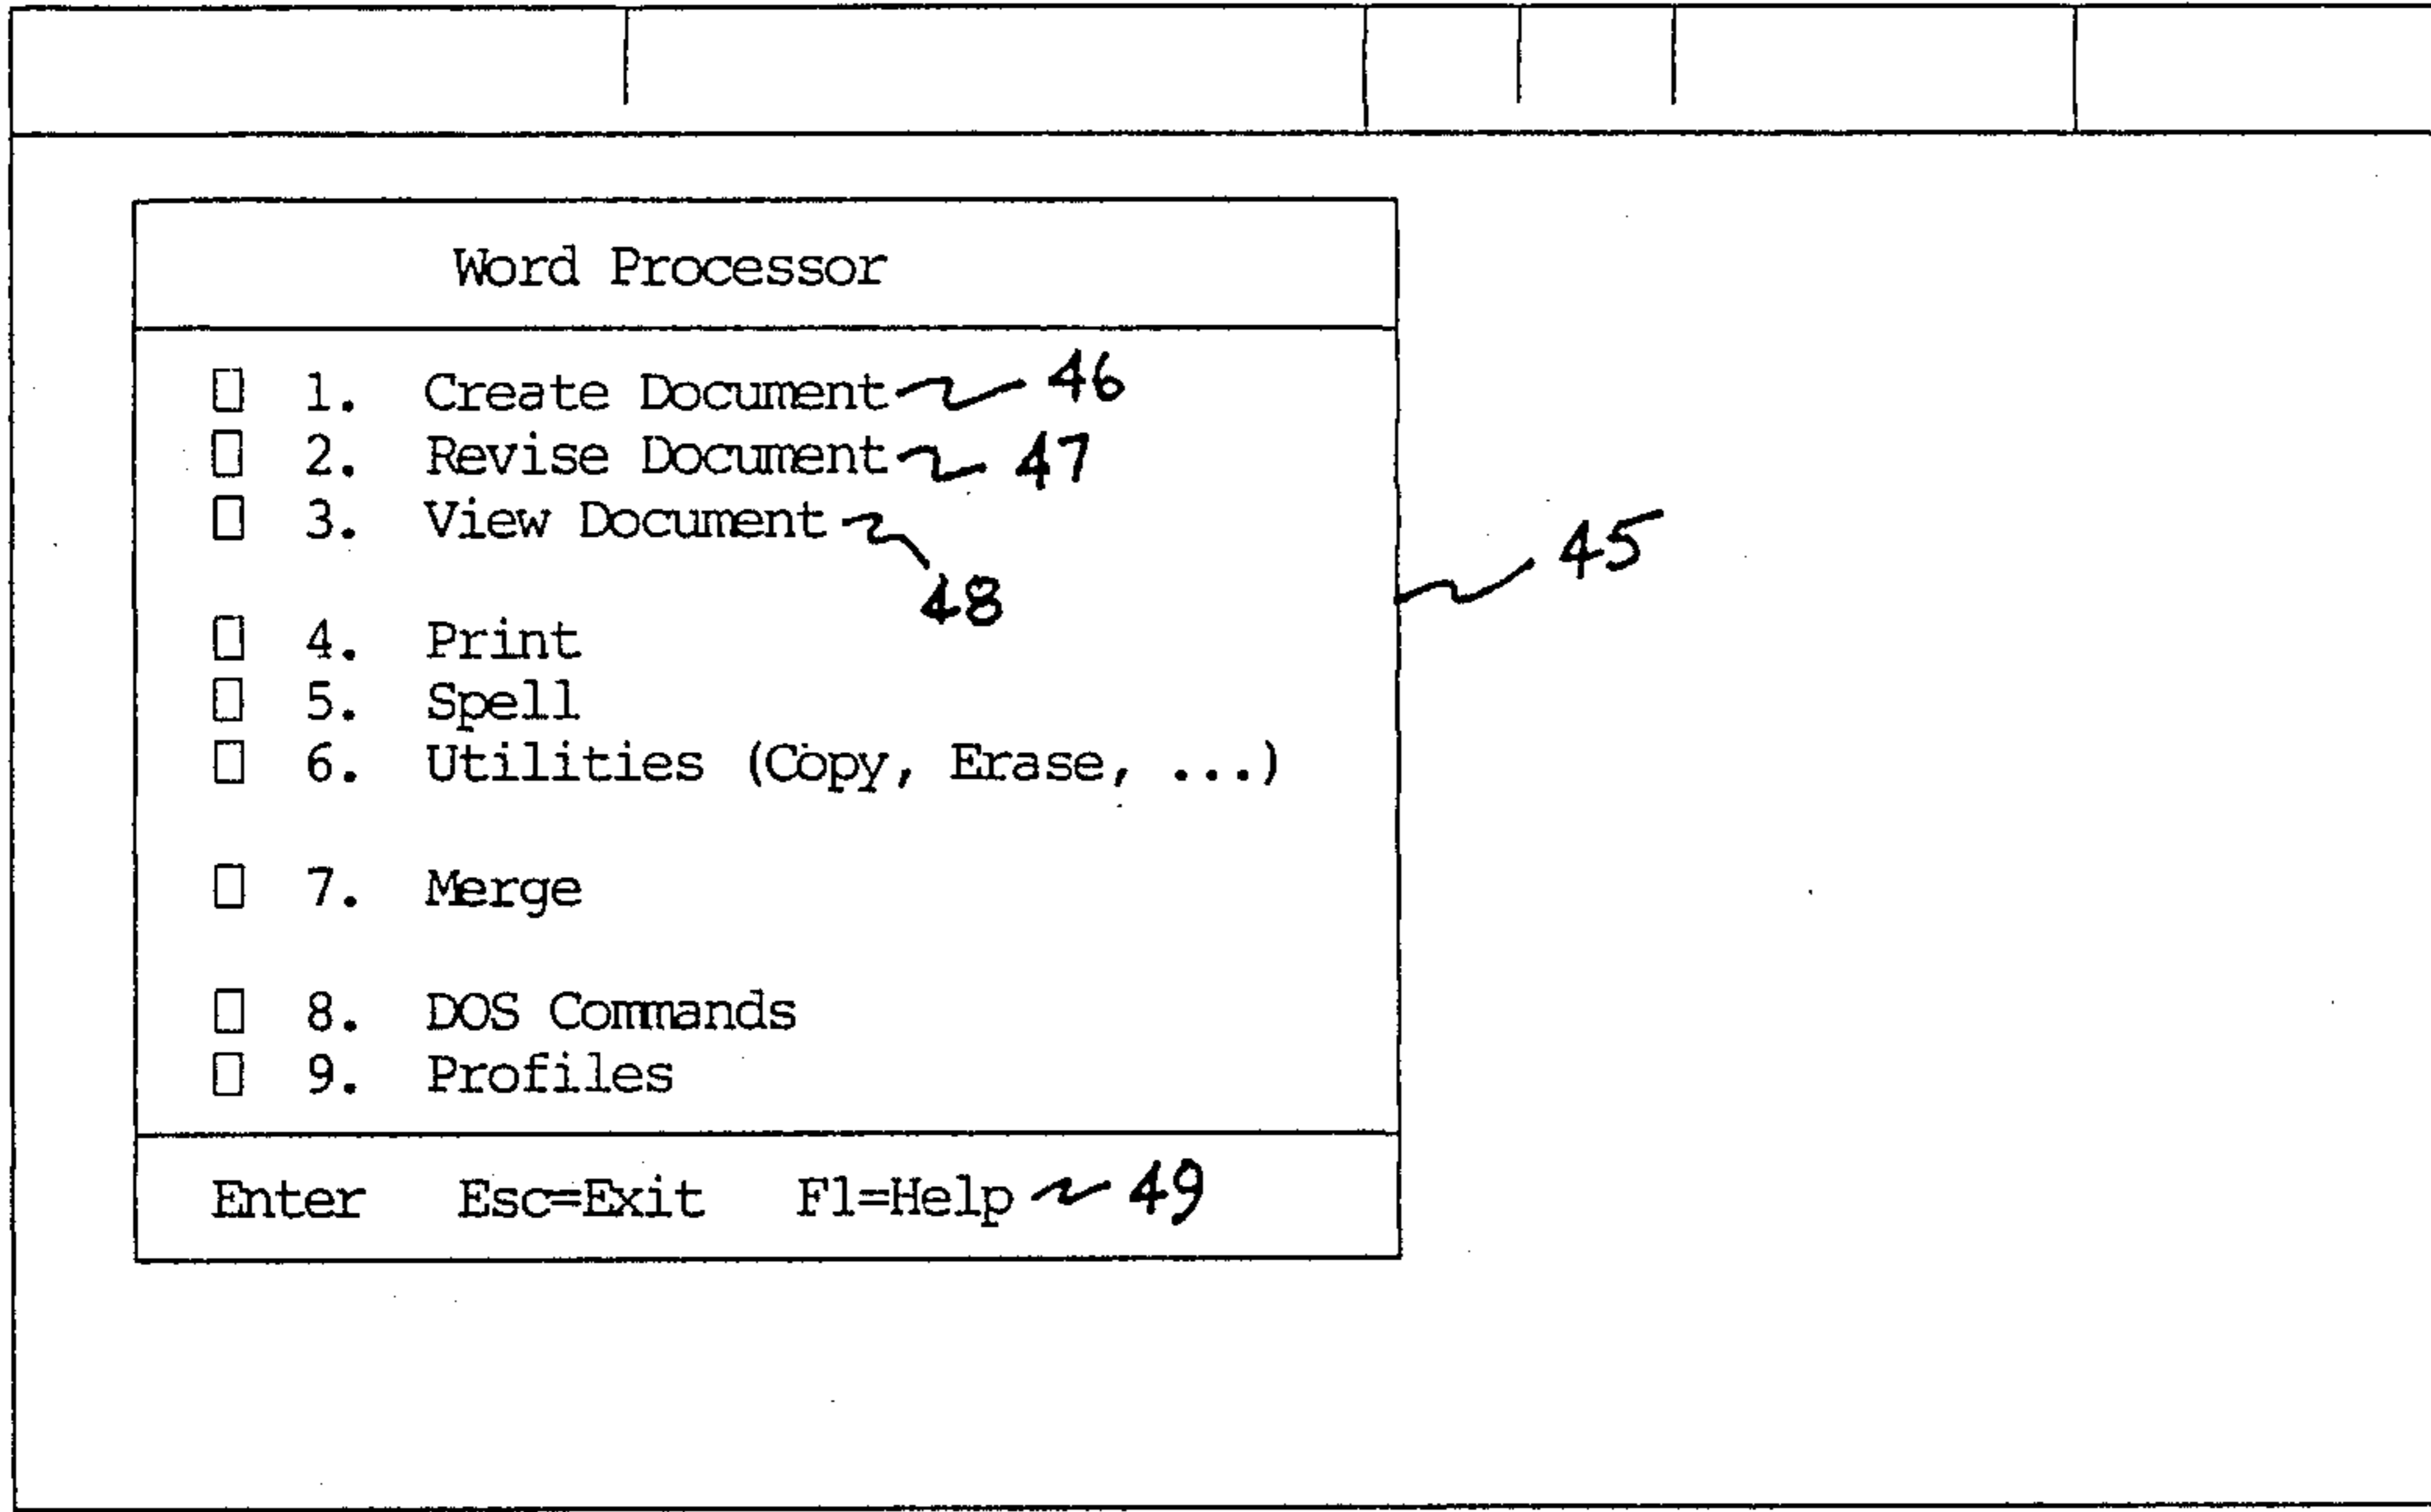 Word Processor
▯ 1. Create Document 46
▯ 2. Revise Document 47
▯ 3. View Document
45
48
▯ 4. Print
▯ 5. Spell
▯ 6. Utilities (Copy, Erase, ...)
▯ 7. Merge
▯ 8. DOS Commands
▯ 9. Profiles
Enter Esc=Exit F1=Help 49